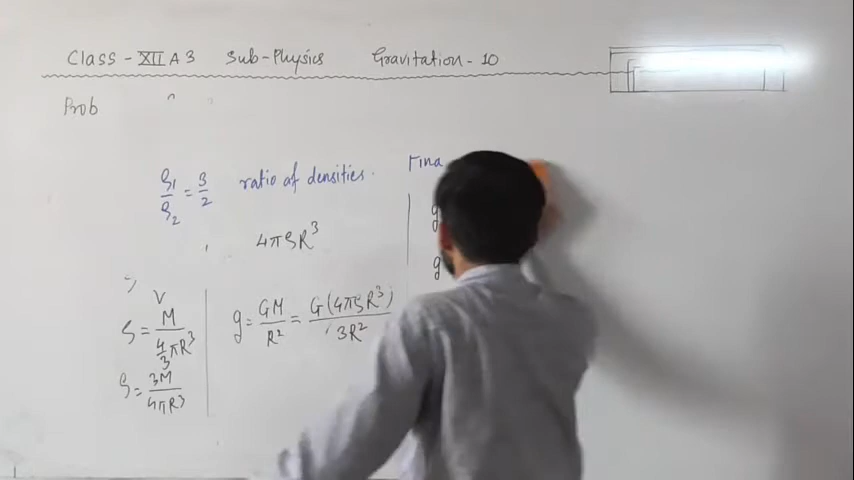 Class - XII A 3 Sub-Physics Gravitation - 10
Prob
ϱ1/ϱ2 = 3/2 ratio of densities. Fina
4πϱR³
V
ϱ = M / (4/3 πR³)
ϱ = 3M / 4πR³
g = GM/R² = G(4πϱR³) / 3R²
g
g